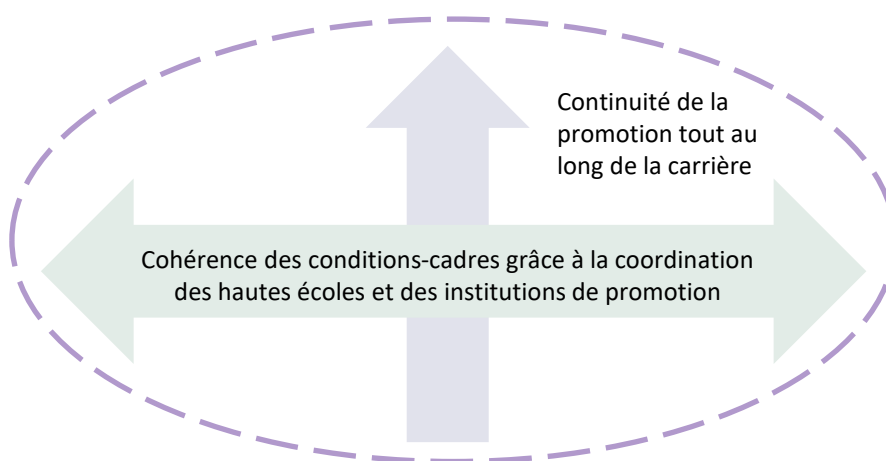 Continuité de la
promotion tout au
long de la carrière
Cohérence des conditions-cadres grâce à la coordination
des hautes écoles et des institutions de promotion